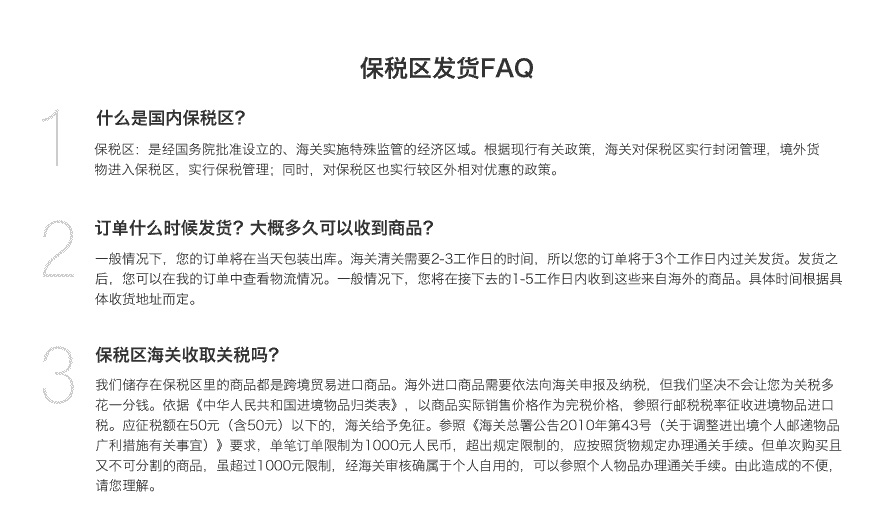 保税区发货FAQ
1
什么是国内保税区?
保税区：是经国务院批准设立的、海关实施特殊监管的经济区域。根据现行有关政策，海关对保税区实行封闭管理，境外货
物进入保税区，实行保税管理；同时，对保税区也实行较区外相对优惠的政策。
2
订单什么时候发货？大概多久可以收到商品?
一般情况下，您的订单将在当天包装出库。海关清关需要2-3工作日的时间，所以您的订单将于3个工作日内过关发货。发货之
后，您可以在我的订单中查看物流情况。一般情况下，您将在接下去的1-5工作日内收到这些来自海外的商品。具体时间根据具
体收货地址而定。
3
保税区海关收取关税吗?
我们储存在保税区里的商品都是跨境贸易进口商品。海外进口商品需要依法向海关申报及纳税，但我们坚决不会让您为关税多
花一分钱。依据《中华人民共和国进境物品归类表》，以商品实际销售价格作为完税价格，参照行邮税税率征收进境物品进口
税。应征税额在50元（含50元）以下的，海关给予免征。参照《海关总署公告2010年第43号（关于调整进出境个人邮递物品
广利措施有关事宜）》要求，单笔订单限制为1000元人民币，超出规定限制的，应按照货物规定办理通关手续。但单次购买且
又不可分割的商品，虽超过1000元限制，经海关审核确属于个人自用的，可以参照个人物品办理通关手续。由此造成的不便，
请您理解。